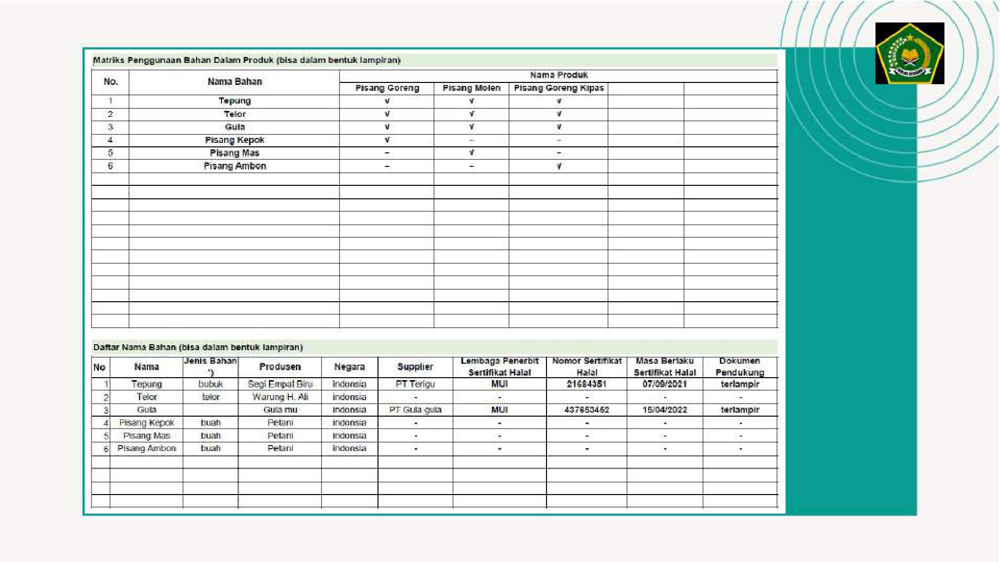 Matriks Penggunaan Bahan Dalam Produk (bisa dalam bentuk lampiran)
No. Nama Bahan Nama Produk
Pisang Goreng Pisang Molen Pisang Goreng Kipas
1 Tepung √ √ √
2 Telor √ √ √
3 Gula √ √ √
4 Pisang Kepok √ - -
5 Pisang Mas - √ -
6 Pisang Ambon - - √
Daftar Nama Bahan (bisa dalam bentuk lampiran)
No Nama Jenis Bahan *) Produsen Negara Supplier Lembaga Penerbit Sertifikat Halal Nomor Sertifikat Halal Masa Berlaku Sertifikat Halal Dokumen Pendukung
1 Tepung bubuk Segi Empat Biru indonsia PT Terigu MUI 21684351 07/09/2021 terlampir
2 Telor telor Warung H. Ali indonsia - - - - -
3 Gula Gula mu indonsia PT Gula gula MUI 437653452 15/04/2022 terlampir
4 Pisang Kepok buah Petani indonsia - - - - -
5 Pisang Mas buah Petani indonsia - - - - -
6 Pisang Ambon buah Petani indonsia - - - - -